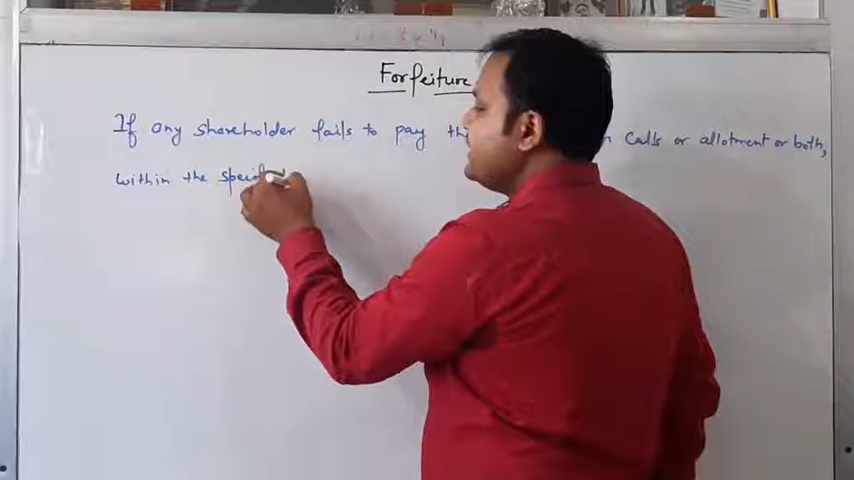 Forfeiture
If any shareholder fails to pay th n Calls or allotment or both,
within the speci